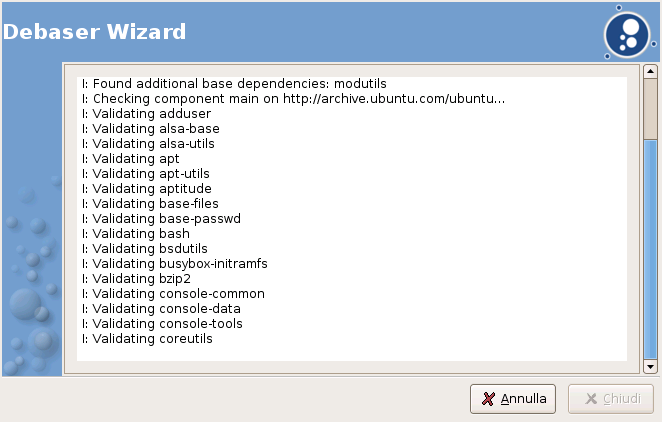 Debaser Wizard
I: Found additional base dependencies: modutils
I: Checking component main on http://archive.ubuntu.com/ubuntu...
I: Validating adduser
I: Validating alsa-base
I: Validating alsa-utils
I: Validating apt
I: Validating apt-utils
I: Validating aptitude
I: Validating base-files
I: Validating base-passwd
I: Validating bash
I: Validating bsdutils
I: Validating busybox-initramfs
I: Validating bzip2
I: Validating console-common
I: Validating console-data
I: Validating console-tools
I: Validating coreutils
Annulla
Chiudi